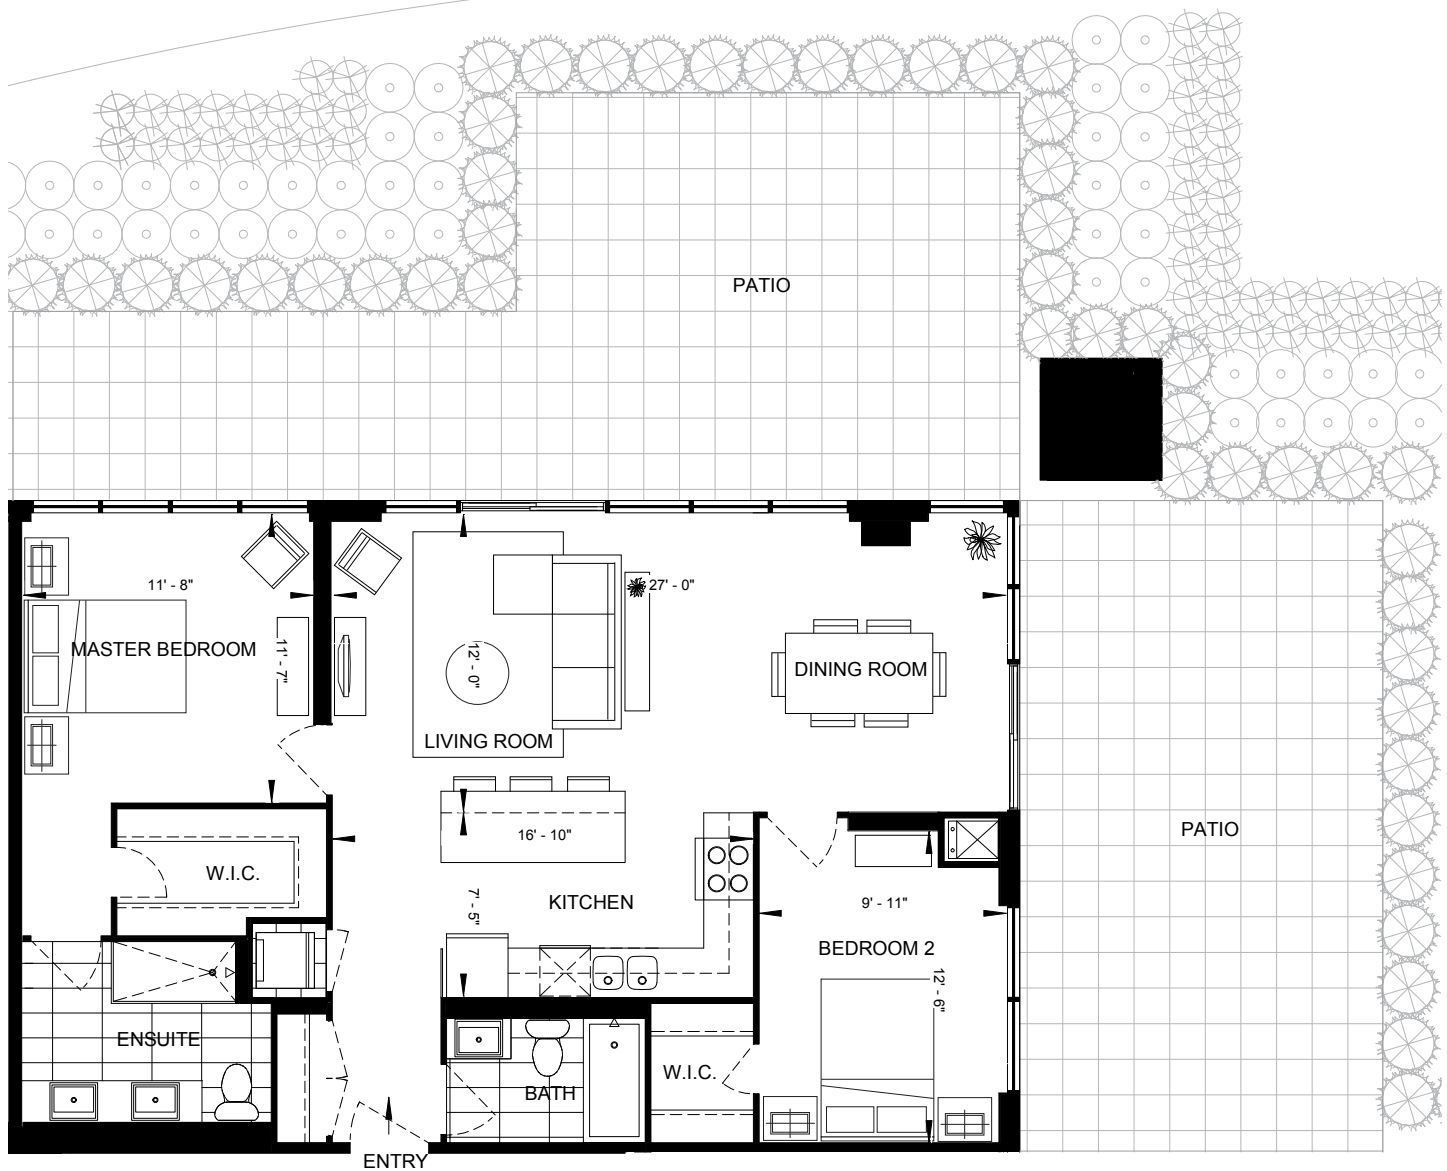 PATIO
11' - 8"
27' - 0"
MASTER BEDROOM
11' - 7"
12' - 0"
DINING ROOM
LIVING ROOM
16' - 10"
PATIO
W.I.C.
7' - 5"
KITCHEN
9' - 11"
BEDROOM 2
12' - 6"
ENSUITE
W.I.C.
BATH
ENTRY